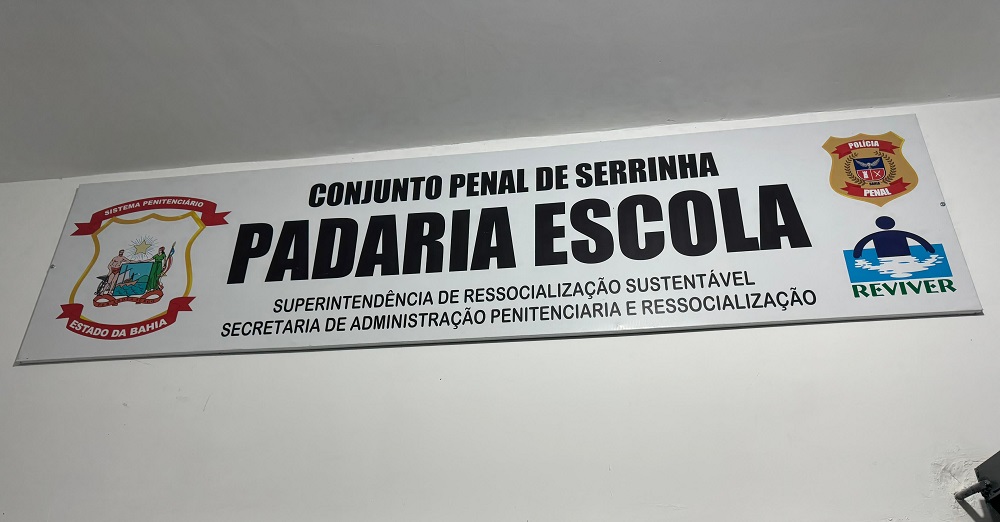 CONJUNTO PENAL DE SERRINHA
PADARIA ESCOLA
SUPERINTENDÊNCIA DE RESSOCIALIZAÇÃO SUSTENTÁVEL
SECRETARIA DE ADMINISTRAÇÃO PENITENCIARIA E RESSOCIALIZAÇÃO
SISTEMA PENITENCIÁRIO
ESTADO DA BAHIA
POLÍCIA
PENAL
REVIVER